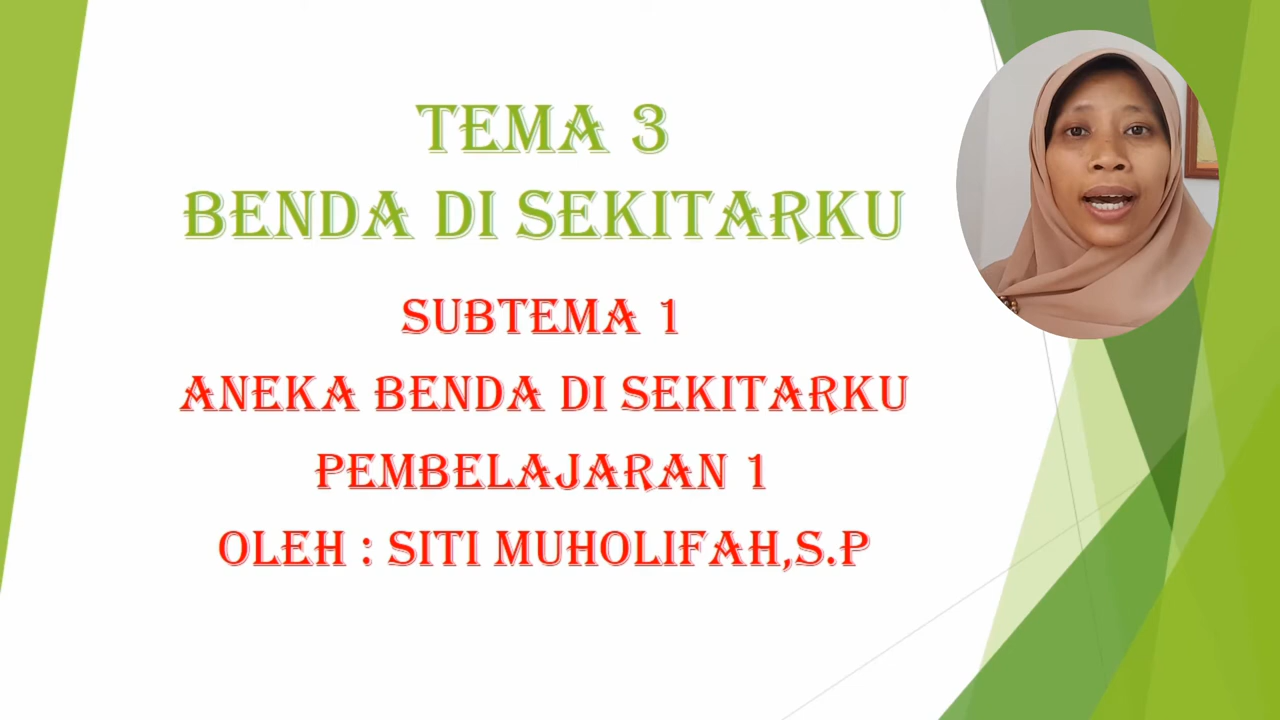 TEMA 3
BENDA DI SEKITARKU
SUBTEMA 1
ANEKA BENDA DI SEKITARKU
PEMBELAJARAN 1
OLEH : SITI MUHOLIFAH,S.P